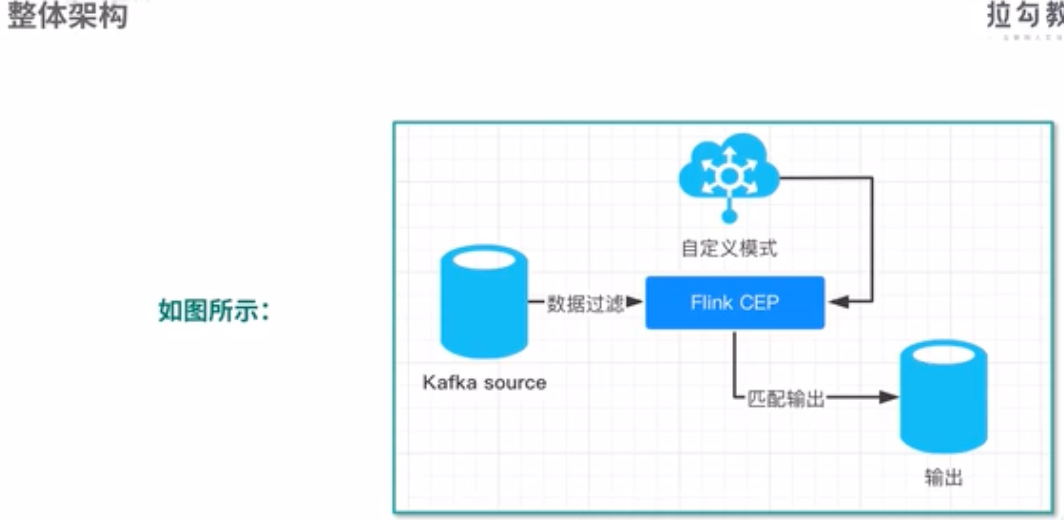 整体架构
拉勾教
自定义模式
如图所示:
数据过滤
Flink CEP
Kafka source
匹配输出
输出